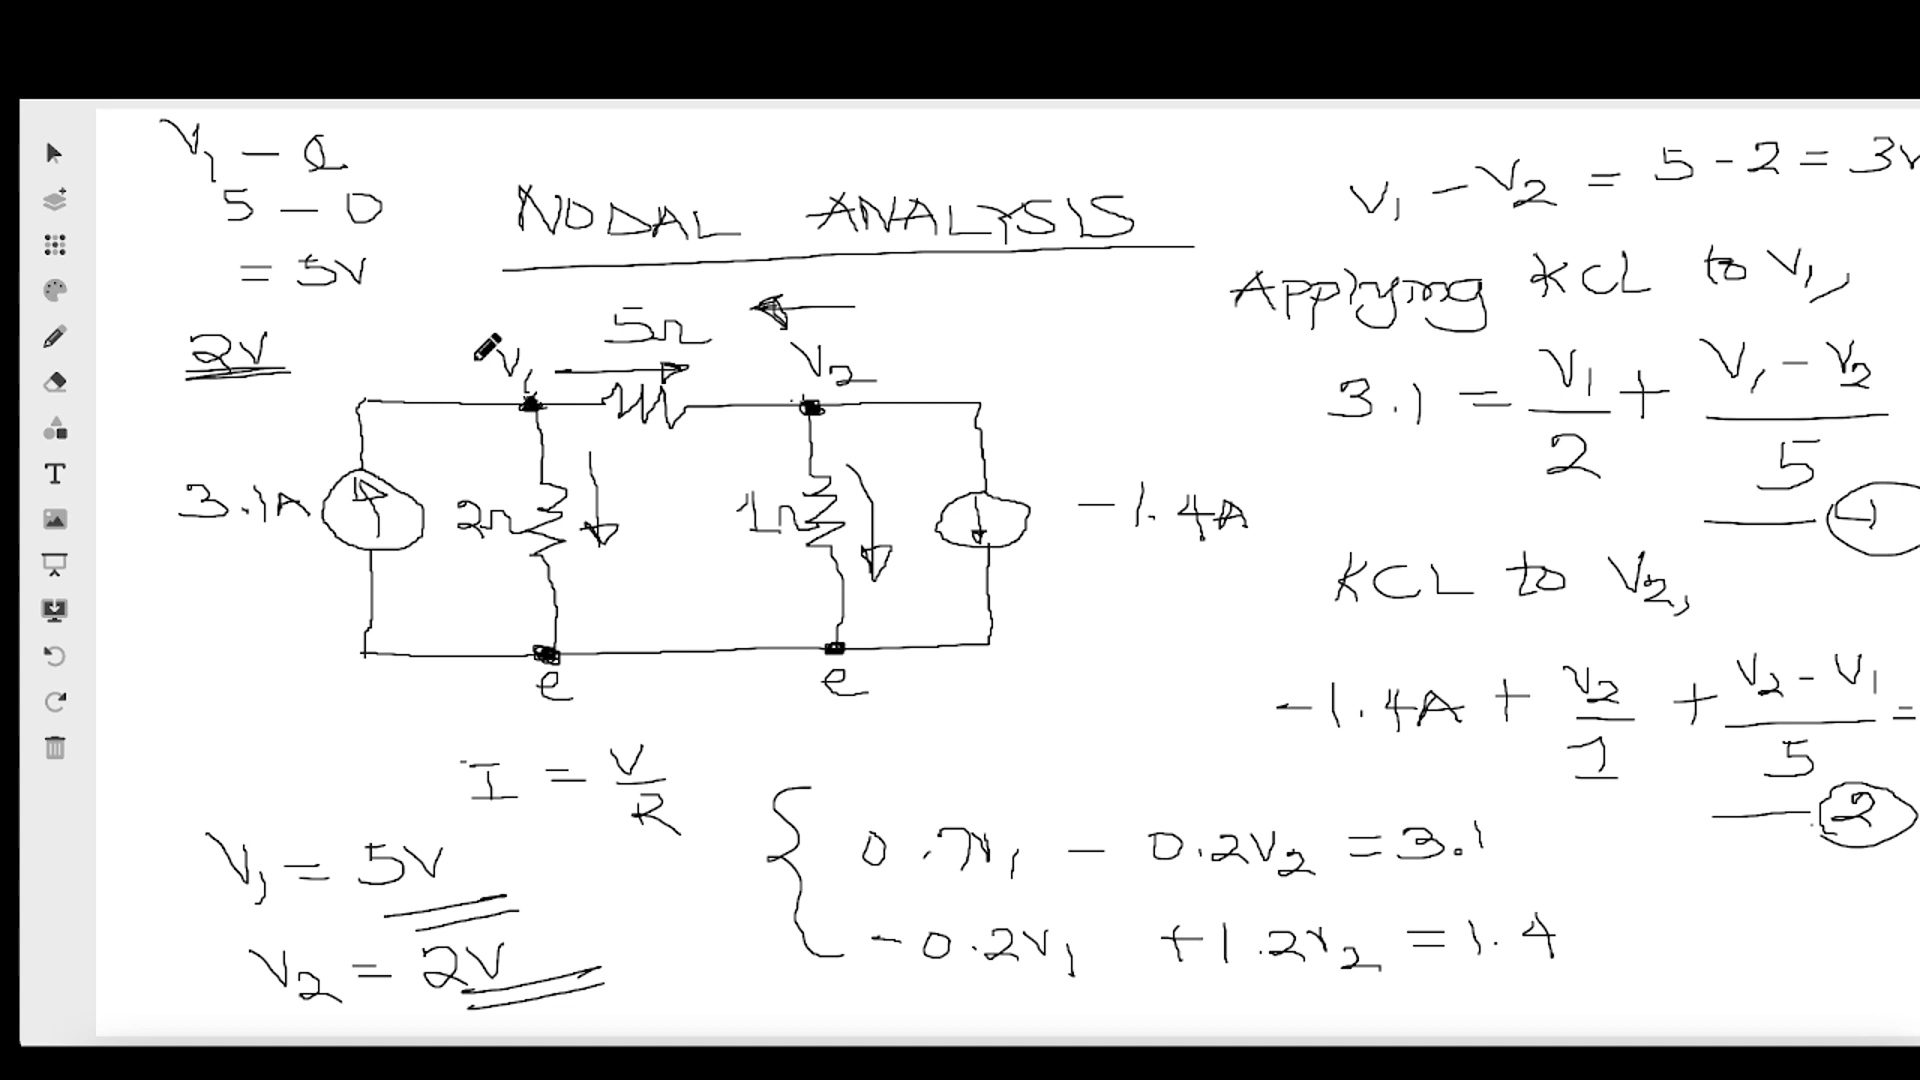 V₁ – e
5 – 0
= 5V
2V
NODAL ANALYSIS
5Ω
V₁
V₂
3.1A
2Ω
1Ω
–1.4A
e
e
I = V/R
V₁ = 5V
V₂ = 2V
V₁ – V₂ = 5 – 2 = 3V
Applying KCL to V₁,
3.1 = V₁/2 + (V₁ – V₂)/5
— 1
KCL to V₂,
–1.4A + V₂/1 + (V₂ – V₁)/5 =
— 2
0.7V₁ – 0.2V₂ = 3.1
–0.2V₁ + 1.2V₂ = 1.4
T